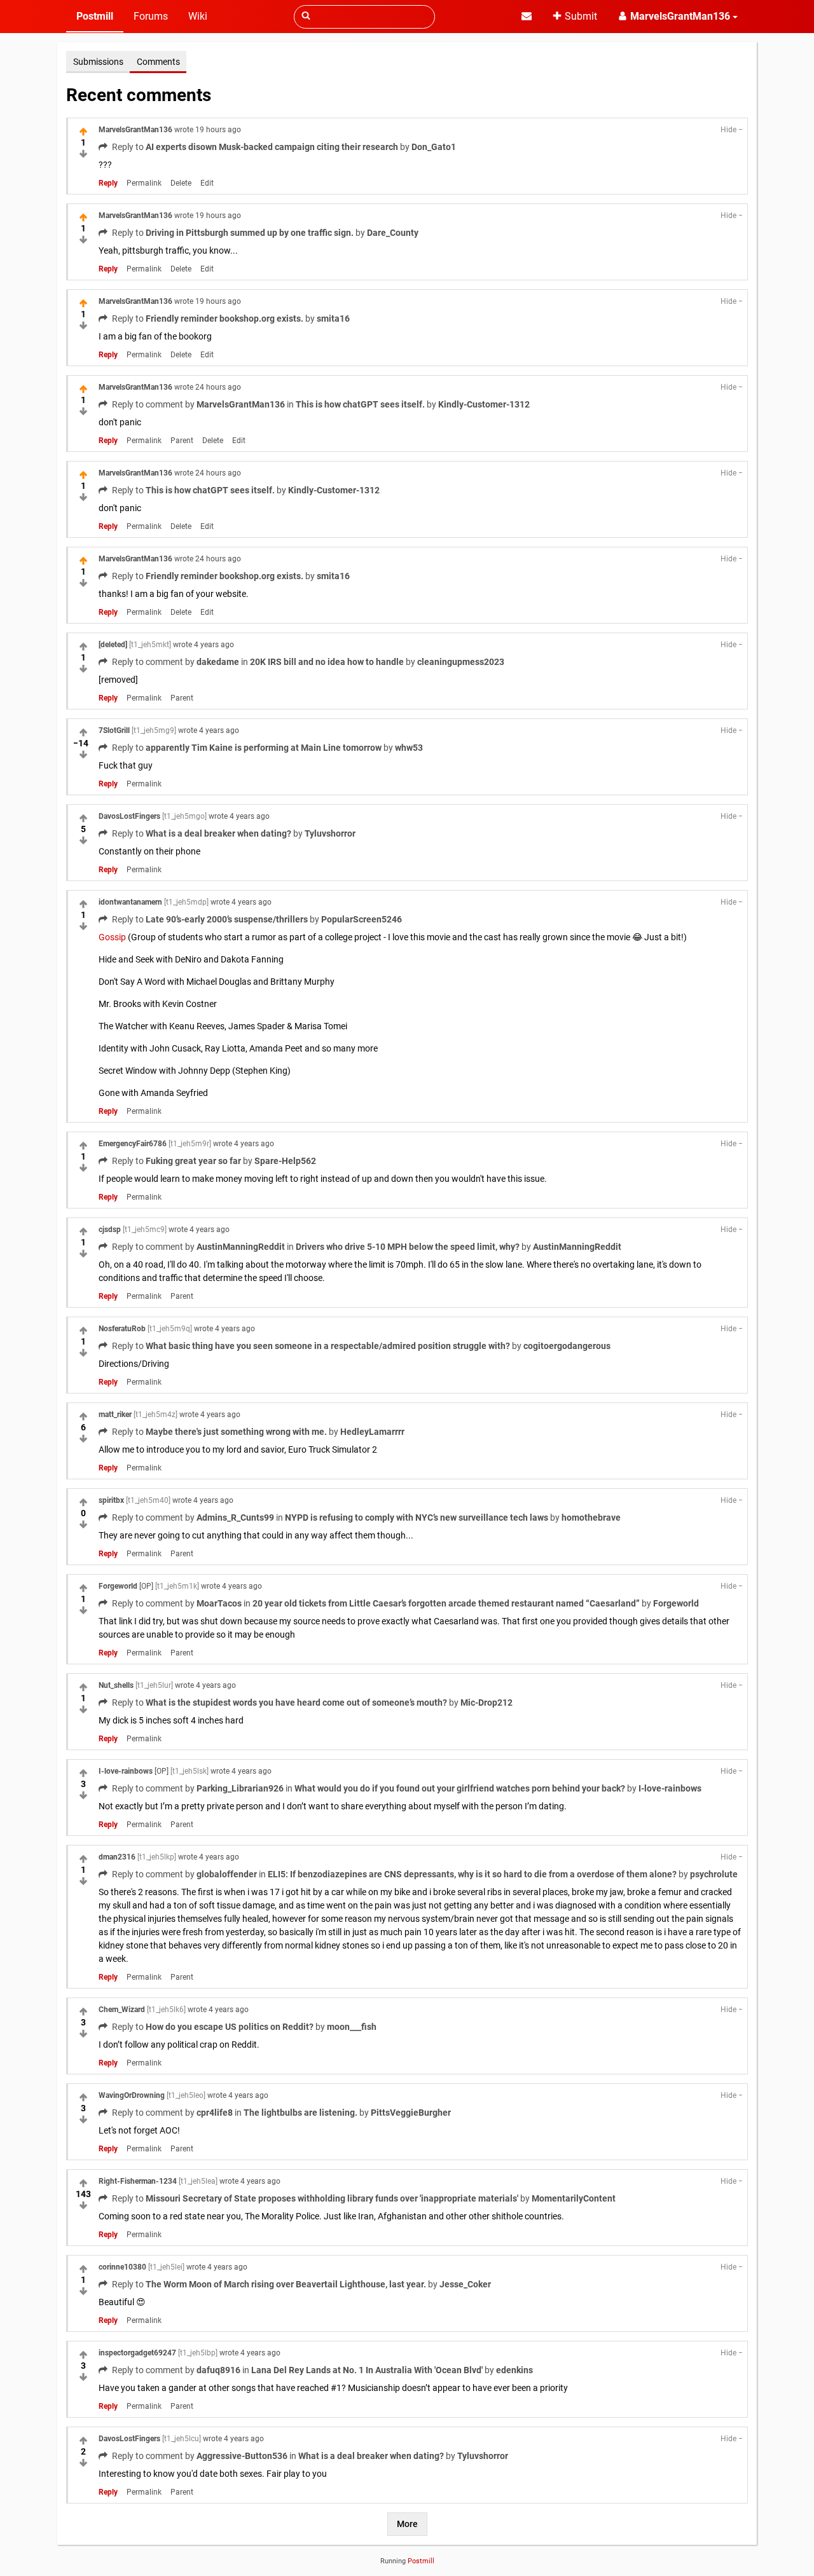 Postmill Forums Wiki Submit MarvelsGrantMan136
Submissions Comments
Recent comments
MarvelsGrantMan136 wrote 19 hours ago Hide −
1
Reply to AI experts disown Musk-backed campaign citing their research by Don_Gato1
???
Reply Permalink Delete Edit
MarvelsGrantMan136 wrote 19 hours ago Hide −
1
Reply to Driving in Pittsburgh summed up by one traffic sign. by Dare_County
Yeah, pittsburgh traffic, you know...
Reply Permalink Delete Edit
MarvelsGrantMan136 wrote 19 hours ago Hide −
1
Reply to Friendly reminder bookshop.org exists. by smita16
I am a big fan of the bookorg
Reply Permalink Delete Edit
MarvelsGrantMan136 wrote 24 hours ago Hide −
1
Reply to comment by MarvelsGrantMan136 in This is how chatGPT sees itself. by Kindly-Customer-1312
don't panic
Reply Permalink Parent Delete Edit
MarvelsGrantMan136 wrote 24 hours ago Hide −
1
Reply to This is how chatGPT sees itself. by Kindly-Customer-1312
don't panic
Reply Permalink Delete Edit
MarvelsGrantMan136 wrote 24 hours ago Hide −
1
Reply to Friendly reminder bookshop.org exists. by smita16
thanks! I am a big fan of your website.
Reply Permalink Delete Edit
[deleted] [t1_jeh5mkt] wrote 4 years ago Hide −
1
Reply to comment by dakedame in 20K IRS bill and no idea how to handle by cleaningupmess2023
[removed]
Reply Permalink Parent
7SlotGrill [t1_jeh5mg9] wrote 4 years ago Hide −
−14
Reply to apparently Tim Kaine is performing at Main Line tomorrow by whw53
Fuck that guy
Reply Permalink
DavosLostFingers [t1_jeh5mgo] wrote 4 years ago Hide −
5
Reply to What is a deal breaker when dating? by Tyluvshorror
Constantly on their phone
Reply Permalink
idontwantanamern [t1_jeh5mdp] wrote 4 years ago Hide −
1
Reply to Late 90's-early 2000's suspense/thrillers by PopularScreen5246
Gossip (Group of students who start a rumor as part of a college project - I love this movie and the cast has really grown since the movie 😂 Just a bit!)
Hide and Seek with DeNiro and Dakota Fanning
Don't Say A Word with Michael Douglas and Brittany Murphy
Mr. Brooks with Kevin Costner
The Watcher with Keanu Reeves, James Spader & Marisa Tomei
Identity with John Cusack, Ray Liotta, Amanda Peet and so many more
Secret Window with Johnny Depp (Stephen King)
Gone with Amanda Seyfried
Reply Permalink
EmergencyFair6786 [t1_jeh5m9r] wrote 4 years ago Hide −
1
Reply to Fuking great year so far by Spare-Help562
If people would learn to make money moving left to right instead of up and down then you wouldn't have this issue.
Reply Permalink
cjsdsp [t1_jeh5mc9] wrote 4 years ago Hide −
1
Reply to comment by AustinManningReddit in Drivers who drive 5-10 MPH below the speed limit, why? by AustinManningReddit
Oh, on a 40 road, I'll do 40. I'm talking about the motorway where the limit is 70mph. I'll do 65 in the slow lane. Where there's no overtaking lane, it's down to
conditions and traffic that determine the speed I'll choose.
Reply Permalink Parent
NosferatuRob [t1_jeh5m9q] wrote 4 years ago Hide −
1
Reply to What basic thing have you seen someone in a respectable/admired position struggle with? by cogitoergodangerous
Directions/Driving
Reply Permalink
matt_riker [t1_jeh5m4z] wrote 4 years ago Hide −
6
Reply to Maybe there's just something wrong with me. by HedleyLamarrrr
Allow me to introduce you to my lord and savior, Euro Truck Simulator 2
Reply Permalink
spiritbx [t1_jeh5m40] wrote 4 years ago Hide −
0
Reply to comment by Admins_R_Cunts99 in NYPD is refusing to comply with NYC's new surveillance tech laws by homothebrave
They are never going to cut anything that could in any way affect them though...
Reply Permalink Parent
Forgeworld [OP] [t1_jeh5m1k] wrote 4 years ago Hide −
1
Reply to comment by MoarTacos in 20 year old tickets from Little Caesar's forgotten arcade themed restaurant named “Caesarland” by Forgeworld
That link I did try, but was shut down because my source needs to prove exactly what Caesarland was. That first one you provided though gives details that other
sources are unable to provide so it may be enough
Reply Permalink Parent
Nut_shells [t1_jeh5lur] wrote 4 years ago Hide −
1
Reply to What is the stupidest words you have heard come out of someone's mouth? by Mic-Drop212
My dick is 5 inches soft 4 inches hard
Reply Permalink
I-love-rainbows [OP] [t1_jeh5lsk] wrote 4 years ago Hide −
3
Reply to comment by Parking_Librarian926 in What would you do if you found out your girlfriend watches porn behind your back? by I-love-rainbows
Not exactly but I'm a pretty private person and I don't want to share everything about myself with the person I'm dating.
Reply Permalink Parent
dman2316 [t1_jeh5lkp] wrote 4 years ago Hide −
1
Reply to comment by globaloffender in ELI5: If benzodiazepines are CNS depressants, why is it so hard to die from a overdose of them alone? by psychrolute
So there's 2 reasons. The first is when i was 17 i got hit by a car while on my bike and i broke several ribs in several places, broke my jaw, broke a femur and cracked
my skull and had a ton of soft tissue damage, and as time went on the pain was just not getting any better and i was diagnosed with a condition where essentially
the physical injuries themselves fully healed, however for some reason my nervous system/brain never got that message and so is still sending out the pain signals
as if the injuries were fresh from yesterday, so basically i'm still in just as much pain 10 years later as the day after i was hit. The second reason is i have a rare type of
kidney stone that behaves very differently from normal kidney stones so i end up passing a ton of them, like it's not unreasonable to expect me to pass close to 20 in
a week.
Reply Permalink Parent
Chem_Wizard [t1_jeh5lk6] wrote 4 years ago Hide −
3
Reply to How do you escape US politics on Reddit? by moon___fish
I don't follow any political crap on Reddit.
Reply Permalink
WavingOrDrowning [t1_jeh5leo] wrote 4 years ago Hide −
3
Reply to comment by cpr4life8 in The lightbulbs are listening. by PittsVeggieBurgher
Let's not forget AOC!
Reply Permalink Parent
Right-Fisherman-1234 [t1_jeh5lea] wrote 4 years ago Hide −
143
Reply to Missouri Secretary of State proposes withholding library funds over 'inappropriate materials' by MomentarilyContent
Coming soon to a red state near you, The Morality Police. Just like Iran, Afghanistan and other other shithole countries.
Reply Permalink
corinne10380 [t1_jeh5lei] wrote 4 years ago Hide −
1
Reply to The Worm Moon of March rising over Beavertail Lighthouse, last year. by Jesse_Coker
Beautiful 😍
Reply Permalink
inspectorgadget69247 [t1_jeh5lbp] wrote 4 years ago Hide −
3
Reply to comment by dafuq8916 in Lana Del Rey Lands at No. 1 In Australia With 'Ocean Blvd' by edenkins
Have you taken a gander at other songs that have reached #1? Musicianship doesn't appear to have ever been a priority
Reply Permalink Parent
DavosLostFingers [t1_jeh5lcu] wrote 4 years ago Hide −
2
Reply to comment by Aggressive-Button536 in What is a deal breaker when dating? by Tyluvshorror
Interesting to know you'd date both sexes. Fair play to you
Reply Permalink Parent
More
Running Postmill